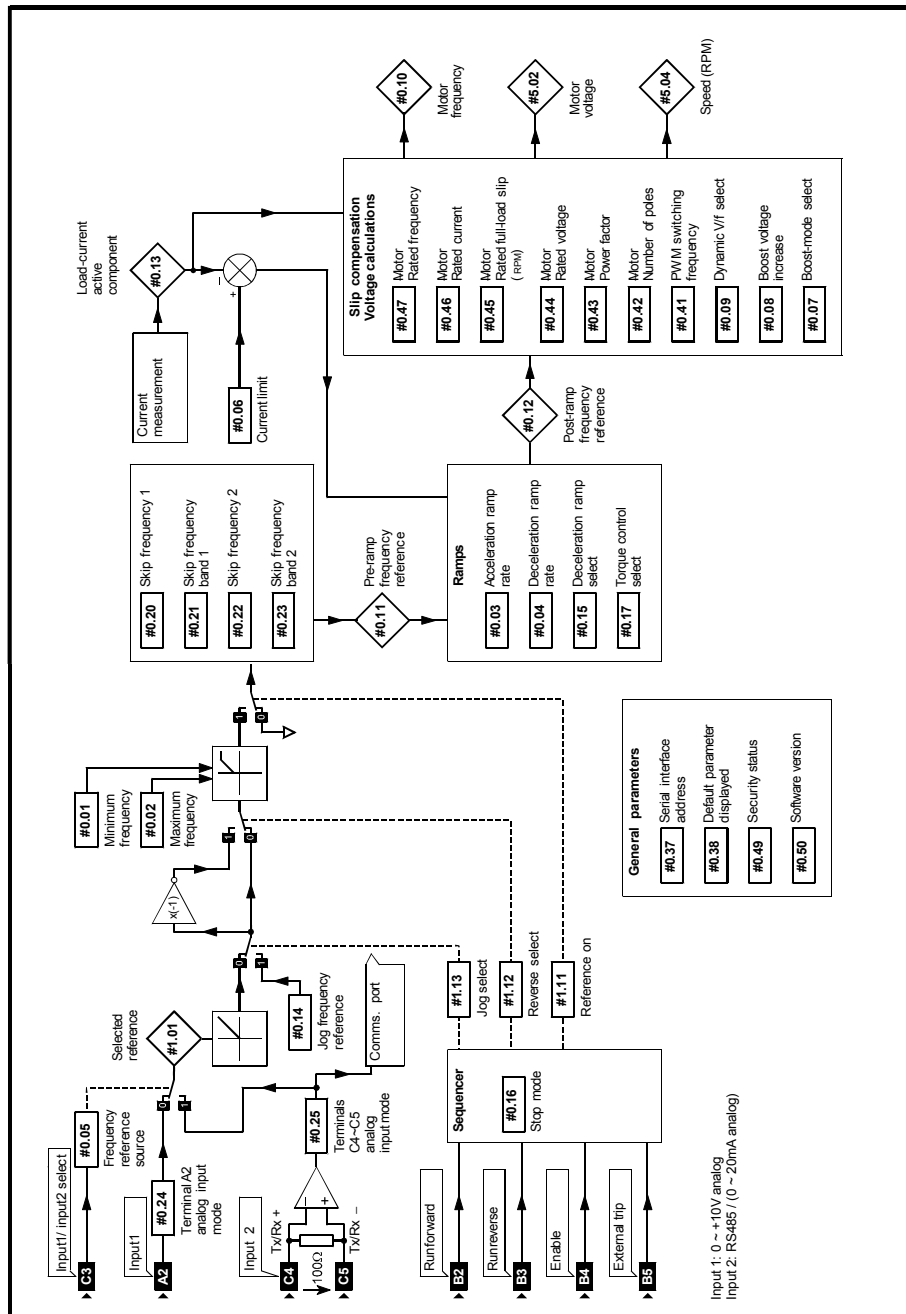 Input1/ input2 select
C3
#0.05
Frequency
reference
source
Input1
A2
#0.24
Terminal A2
analog input
mode
0
1
Selected
reference
#1.01
Input 2
C4
C5
Tx/Rx +
Tx/Rx –
100Ω
–
+
#0.25
Terminals
C4~C5
analog
input mode
Comms. port
#0.14
Jog frequency
reference
0
1
x(-1)
1
0
#0.01
Minimum
frequency
#0.02
Maximum
frequency
1
0
Runforward
B2
Runreverse
B3
Enable
B4
External trip
B5
Sequencer
#0.16
Stop mode
#1.13
Jog select
#1.12
Reverse select
#1.11
Reference on
Input 1: 0 ~ +10V analog
Input 2: RS485 / (0 ~ 20mA analog)
#0.20
Skip frequency 1
#0.21
Skip frequency
band 1
#0.22
Skip frequency 2
#0.23
Skip frequency
band 2
#0.11
Pre-ramp
frequency
reference
Ramps
#0.03
Acceleration ramp
rate
#0.04
Deceleration ramp
rate
#0.15
Deceleration ramp
select
#0.17
Torque control
select
General parameters
#0.37
Serial interface
address
#0.38
Default parameter
displayed
#0.49
Security status
#0.50
Software version
Current
measurement
Load-current
active
component
#0.13
–
+
#0.06
Current limit
#0.12
Post-ramp
frequency
reference
Slip compensation
Voltage calculations
#0.47
Motor
Rated frequency
#0.46
Motor
Rated current
#0.45
Motor
Rated full-load slip
(RPM)
#0.44
Motor
Rated voltage
#0.43
Motor
Power factor
#0.42
Motor
Number of poles
#0.41
PWM switching
frequency
#0.09
Dynamic V/f select
#0.08
Boost voltage
increase
#0.07
Boost-mode select
#0.10
Motor
frequency
#5.02
Motor
voltage
#5.04
Speed (RPM)